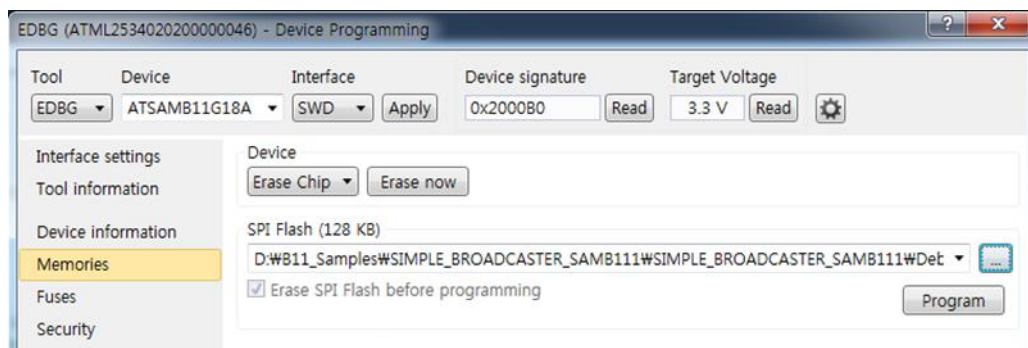 EDBG (ATML2534020200000046) - Device Programming
Tool Device Interface Device signature Target Voltage
EDBG ATSAMB11G18A SWD Apply 0x2000B0 Read 3.3 V Read
Interface settings
Tool information
Device information
Memories
Fuses
Security
Device
Erase Chip Erase now
SPI Flash (128 KB)
D:₩B11_Samples₩SIMPLE_BROADCASTER_SAMB111₩SIMPLE_BROADCASTER_SAMB111₩Deb ...
Erase SPI Flash before programming
Program